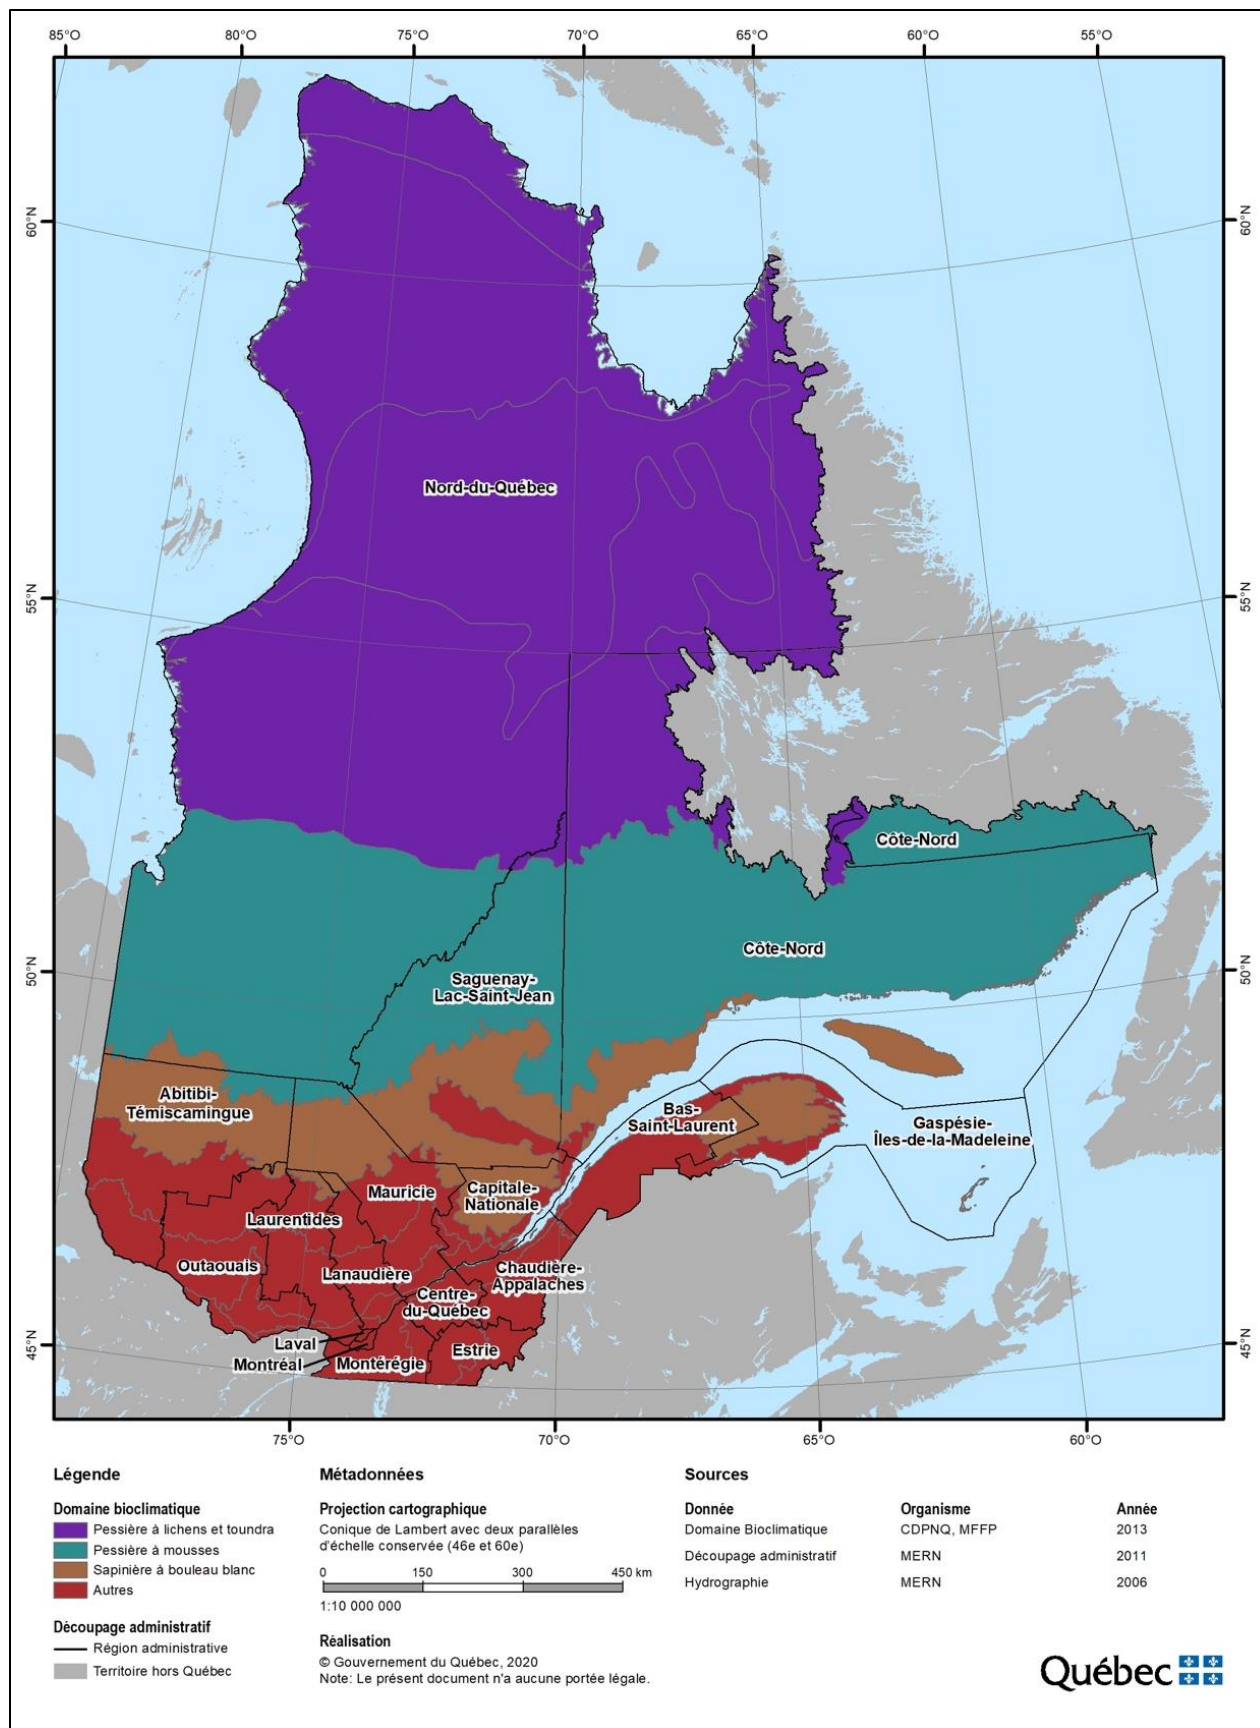 85°O 80°O 75°O 70°O 65°O 60°O 55°O
60°N 60°N
Nord-du-Québec
55°N 55°N
Côte-Nord
Côte-Nord
50°N 50°N
Saguenay-
Lac-Saint-Jean
Abitibi-
Témiscamingue
Bas-
Saint-Laurent
Gaspésie-
Îles-de-la-Madeleine
Mauricie
Capitale-
Nationale
Laurentides
Outaouais
Lanaudière
Chaudière-
Appalaches
Centre-
du-Québec
Laval
Montréal
Montérégie
Estrie
45°N 45°N
75°O 70°O 65°O 60°O
Légende
Domaine bioclimatique
Pessière à lichens et toundra
Pessière à mousses
Sapinière à bouleau blanc
Autres
Découpage administratif
Région administrative
Territoire hors Québec
Métadonnées
Projection cartographique
Conique de Lambert avec deux parallèles
d'échelle conservée (46e et 60e)
0 150 300 450 km
1:10 000 000
Réalisation
© Gouvernement du Québec, 2020
Note: Le présent document n'a aucune portée légale.
Sources
Donnée Organisme Année
Domaine Bioclimatique CDPNQ, MFFP 2013
Découpage administratif MERN 2011
Hydrographie MERN 2006
Québec